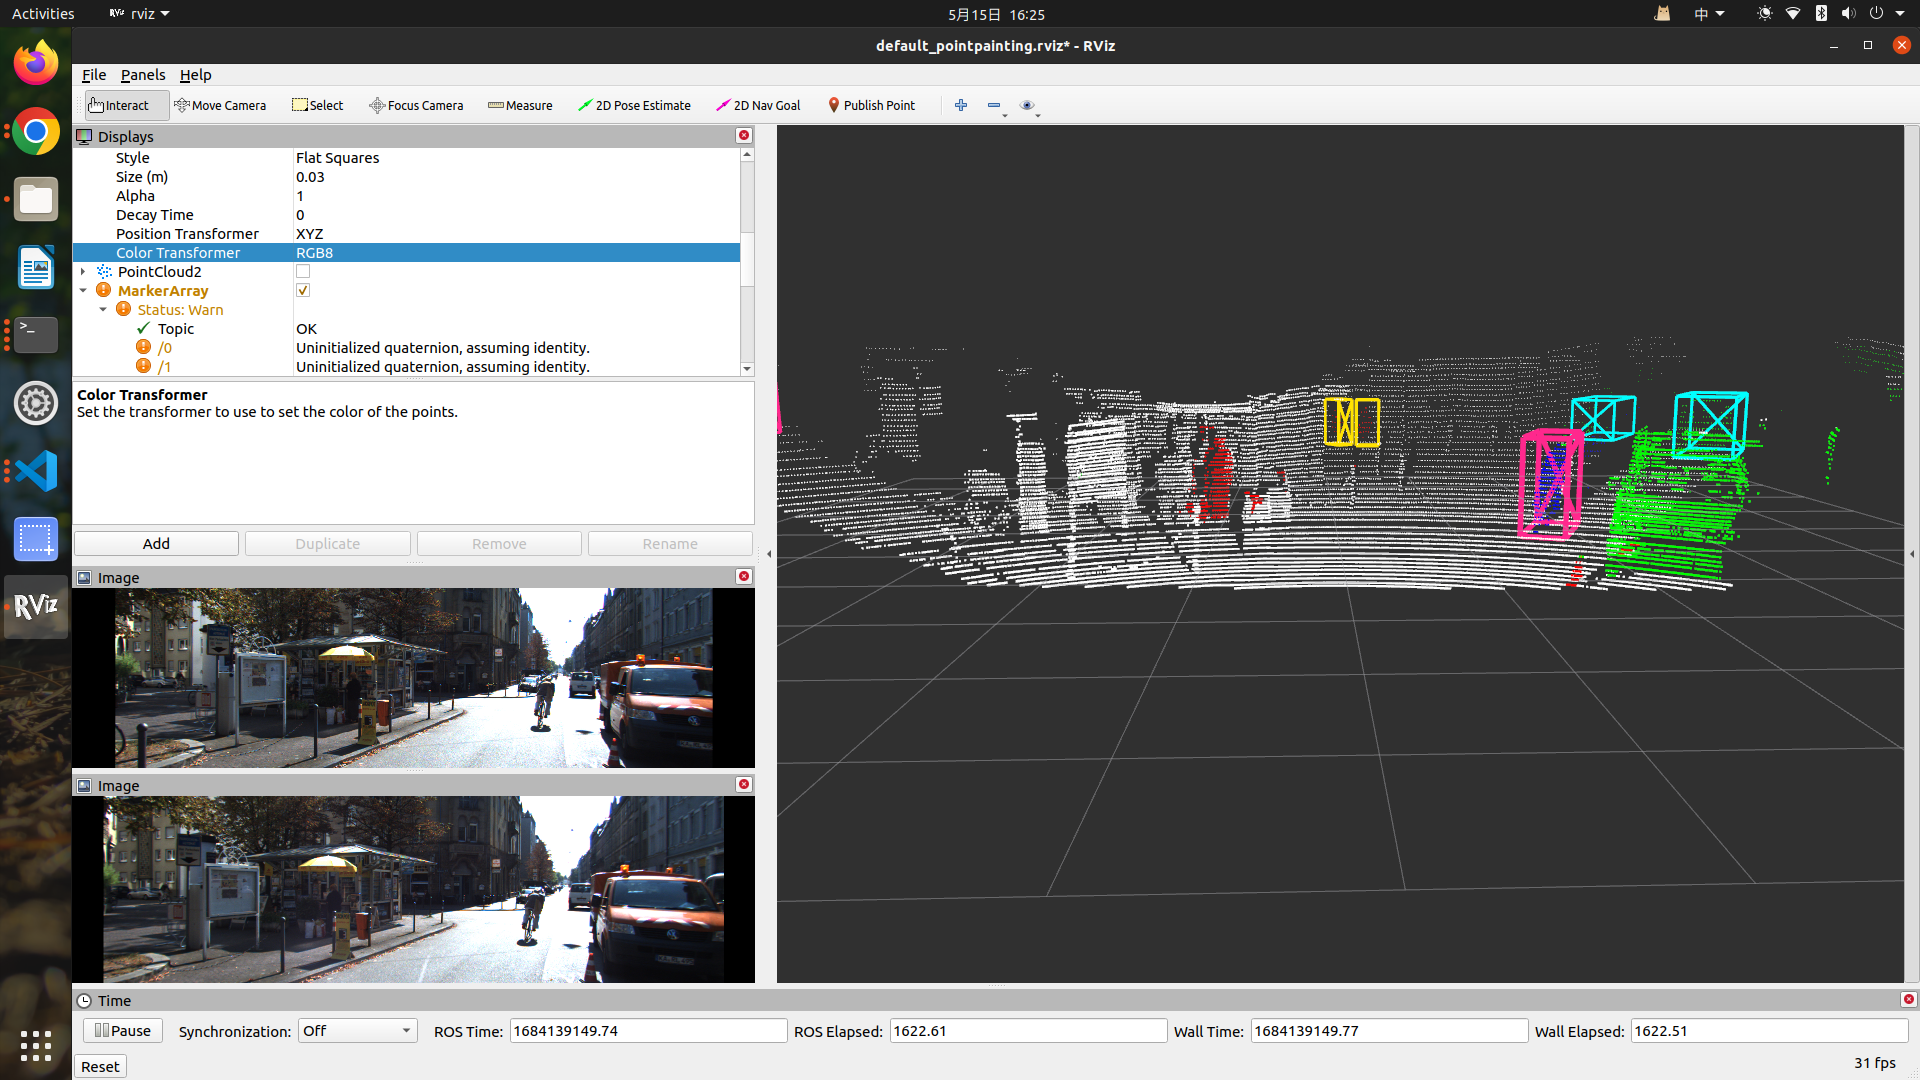 Activities
RViz rviz
5月15日 16:25
中
default_pointpainting.rviz* - RViz
File Panels Help
Interact Move Camera Select Focus Camera Measure 2D Pose Estimate 2D Nav Goal Publish Point
Displays
Style Flat Squares
Size (m) 0.03
Alpha 1
Decay Time 0
Position Transformer XYZ
Color Transformer RGB8
PointCloud2
MarkerArray
Status: Warn
Topic OK
/0 Uninitialized quaternion, assuming identity.
/1 Uninitialized quaternion, assuming identity.
Color Transformer
Set the transformer to use to set the color of the points.
Add Duplicate Remove Rename
Image
RViz
Image
Time
Pause Synchronization: Off ROS Time: 1684139149.74 ROS Elapsed: 1622.61 Wall Time: 1684139149.77 Wall Elapsed: 1622.51
Reset
31 fps